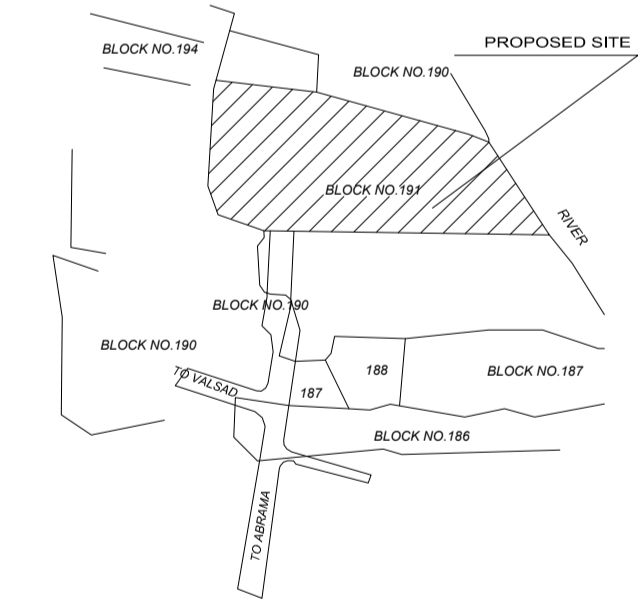 PROPOSED SITE
BLOCK NO.194
BLOCK NO.190
BLOCK NO.191
RIVER
BLOCK NO.190
BLOCK NO.190
188
BLOCK NO.187
TO VALSAD
187
BLOCK NO.186
TO ABRAMA